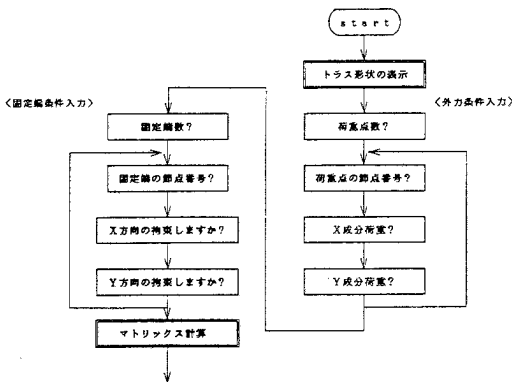 start
トラス形状の表示
〈外力条件入力〉
荷重点数?
荷重点の節点番号?
X成分荷重?
Y成分荷重?
〈固定端条件入力〉
固定端数?
固定端の節点番号?
X方向の拘束しますか?
Y方向の拘束しますか?
マトリックス計算